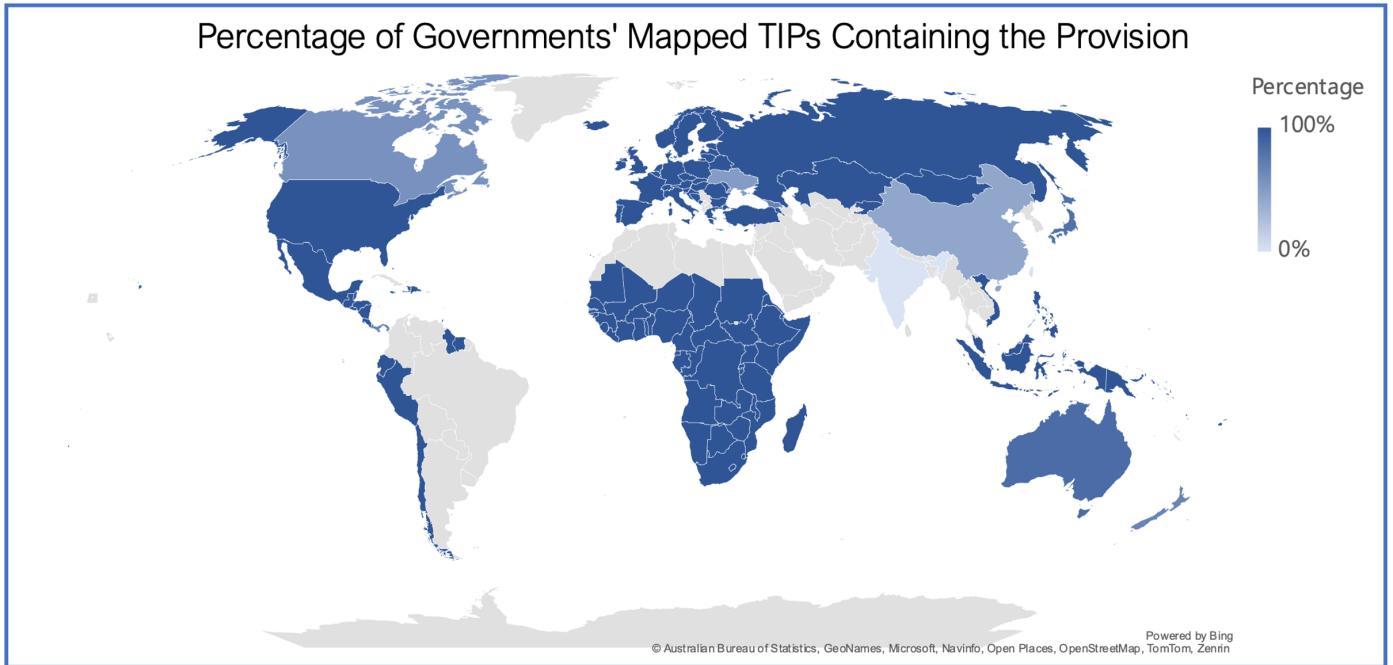 Percentage of Governments' Mapped TIPs Containing the Provision
Percentage
100%
0%
Powered by Bing
© Australian Bureau of Statistics, GeoNames, Microsoft, Navinfo, Open Places, OpenStreetMap, TomTom, Zenrin